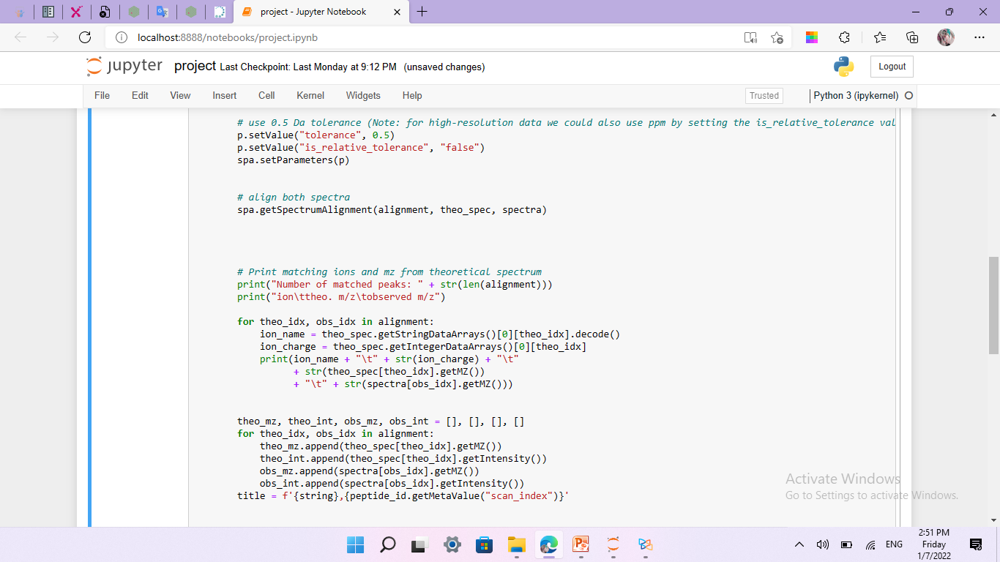 project - Jupyter Notebook
localhost:8888/notebooks/project.ipynb
jupyter project Last Checkpoint: Last Monday at 9:12 PM (unsaved changes)
Logout
File Edit View Insert Cell Kernel Widgets Help
Trusted
Python 3 (ipykernel)
# use 0.5 Da tolerance (Note: for high-resolution data we could also use ppm by setting the is_relative_tolerance val
p.setValue("tolerance", 0.5)
p.setValue("is_relative_tolerance", "false")
spa.setParameters(p)
# align both spectra
spa.getSpectrumAlignment(alignment, theo_spec, spectra)
# Print matching ions and mz from theoretical spectrum
print("Number of matched peaks: " + str(len(alignment)))
print("ion\ttheo. m/z\tobserved m/z")
for theo_idx, obs_idx in alignment:
    ion_name = theo_spec.getStringDataArrays()[0][theo_idx].decode()
    ion_charge = theo_spec.getIntegerDataArrays()[0][theo_idx]
    print(ion_name + "\t" + str(ion_charge) + "\t"
          + str(theo_spec[theo_idx].getMZ())
          + "\t" + str(spectra[obs_idx].getMZ()))
theo_mz, theo_int, obs_mz, obs_int = [], [], [], []
for theo_idx, obs_idx in alignment:
    theo_mz.append(theo_spec[theo_idx].getMZ())
    theo_int.append(theo_spec[theo_idx].getIntensity())
    obs_mz.append(spectra[obs_idx].getMZ())
    obs_int.append(spectra[obs_idx].getIntensity())
title = f'{string},{peptide_id.getMetaValue("scan_index")}'
Activate Windows
Go to Settings to activate Windows.
ENG
2:51 PM
Friday
1/7/2022